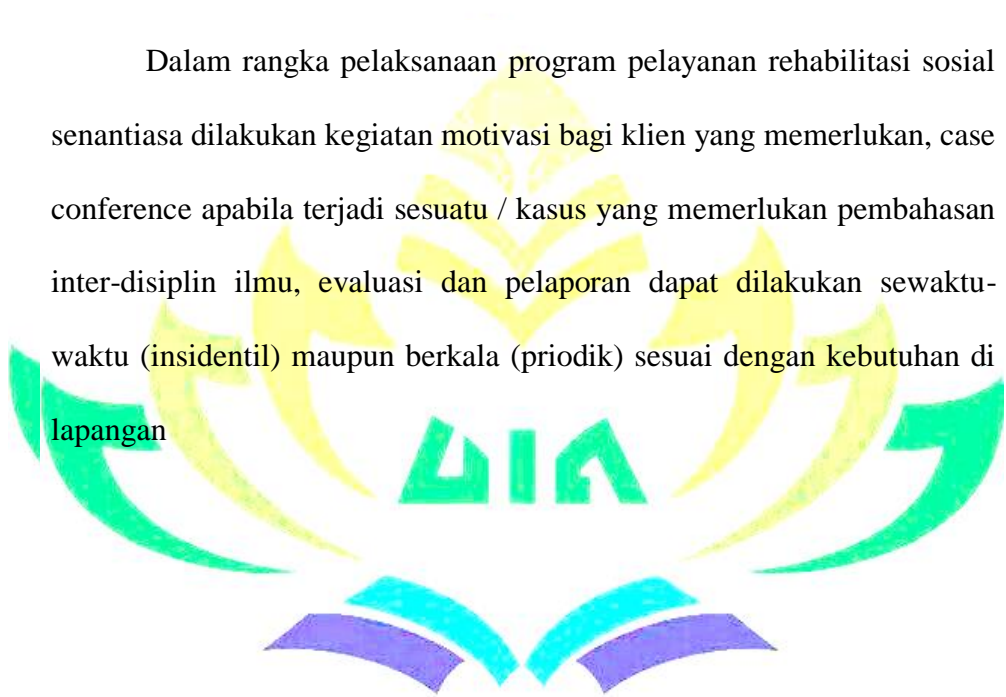 Dalam rangka pelaksanaan program pelayanan rehabilitasi sosial
senantiasa dilakukan kegiatan motivasi bagi klien yang memerlukan, case
conference apabila terjadi sesuatu / kasus yang memerlukan pembahasan
inter-disiplin ilmu, evaluasi dan pelaporan dapat dilakukan sewaktu-
waktu (insidentil) maupun berkala (priodik) sesuai dengan kebutuhan di
lapangan
UIN